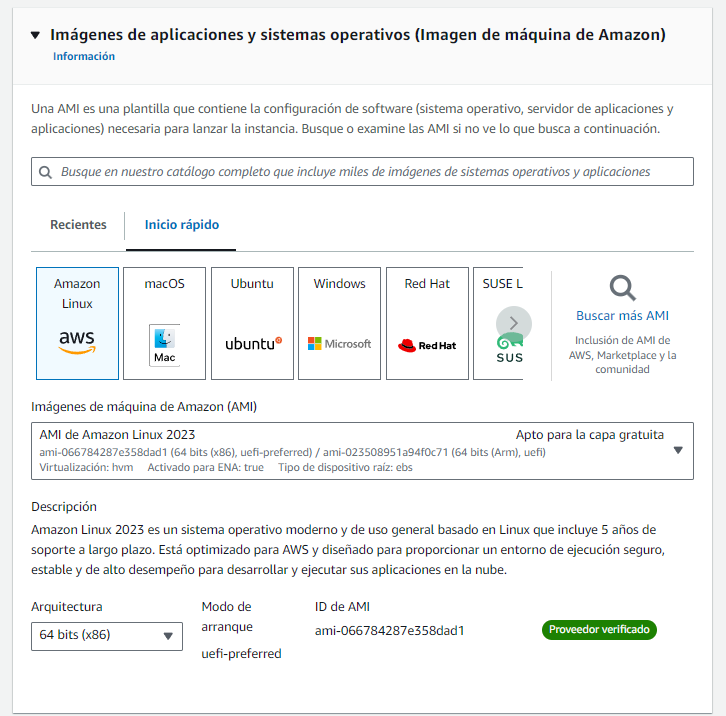 Imágenes de aplicaciones y sistemas operativos (Imagen de máquina de Amazon)
Información
Una AMI es una plantilla que contiene la configuración de software (sistema operativo, servidor de aplicaciones y
aplicaciones) necesaria para lanzar la instancia. Busque o examine las AMI si no ve lo que busca a continuación.
Busque en nuestro catálogo completo que incluye miles de imágenes de sistemas operativos y aplicaciones
Recientes
Inicio rápido
Amazon
Linux
aws
macOS
Mac
Ubuntu
ubuntu
Windows
Microsoft
Red Hat
Red Hat
SUSE L
SUS
Buscar más AMI
Inclusión de AMI de
AWS, Marketplace y la
comunidad
Imágenes de máquina de Amazon (AMI)
AMI de Amazon Linux 2023
Apto para la capa gratuita
ami-066784287e358dad1 (64 bits (x86), uefi-preferred) / ami-023508951a94f0c71 (64 bits (Arm), uefi)
Virtualización: hvm Activado para ENA: true Tipo de dispositivo raíz: ebs
Descripción
Amazon Linux 2023 es un sistema operativo moderno y de uso general basado en Linux que incluye 5 años de
soporte a largo plazo. Está optimizado para AWS y diseñado para proporcionar un entorno de ejecución seguro,
estable y de alto desempeño para desarrollar y ejecutar sus aplicaciones en la nube.
Arquitectura
64 bits (x86)
Modo de
arranque
uefi-preferred
ID de AMI
ami-066784287e358dad1
Proveedor verificado